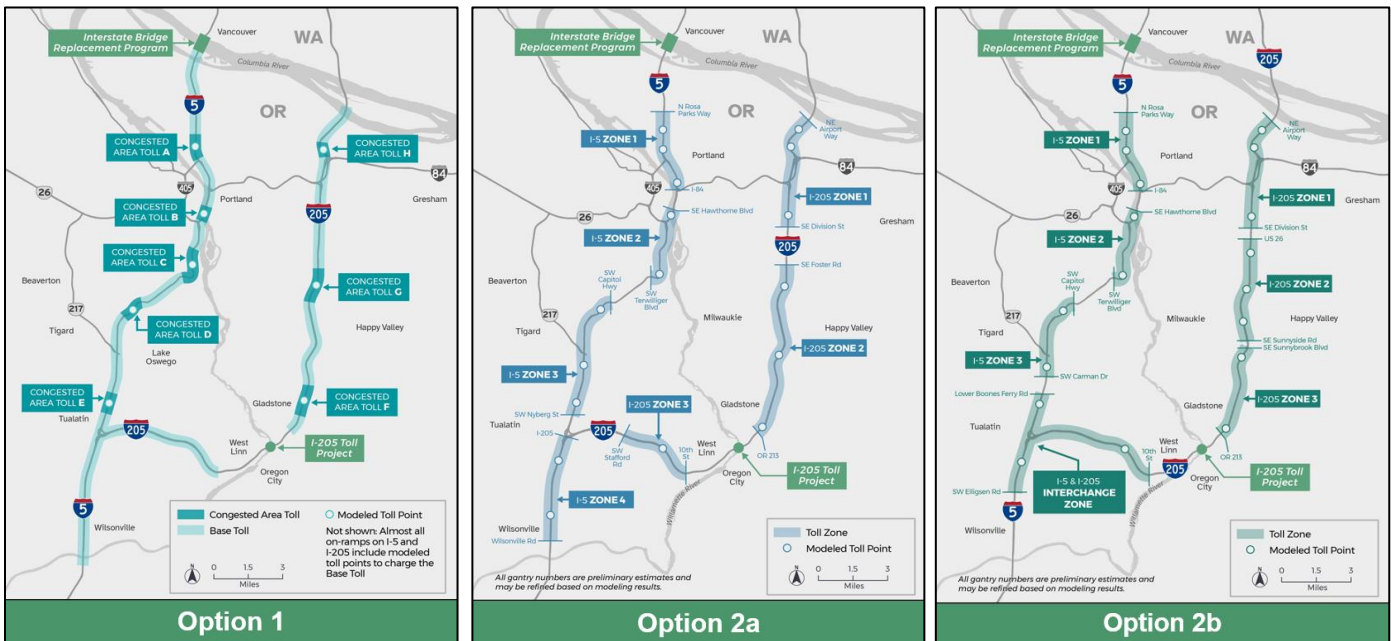 Interstate Bridge
Replacement Program
Vancouver
WA
Columbia River
5
OR
CONGESTED
AREA TOLL A
CONGESTED
AREA TOLL H
84
405
26
Portland
Gresham
205
CONGESTED
AREA TOLL B
CONGESTED
AREA TOLL C
Beaverton
CONGESTED
AREA TOLL G
217
Tigard
CONGESTED
AREA TOLL D
Happy Valley
Lake
Oswego
CONGESTED
AREA TOLL E
CONGESTED
AREA TOLL F
Gladstone
Tualatin
205
West
Linn
I-205 Toll
Project
Oregon
City
5
Wilsonville
Congested Area Toll
Base Toll
Modeled Toll Point
Not shown: Almost all
on-ramps on I-5 and
I-205 include modeled
toll points to charge the
Base Toll
N
0 1.5 3
Miles
Option 1
Interstate Bridge
Replacement Program
Vancouver
WA
Columbia River
5
OR
N Rosa
Parks Way
NE
Airport
Way
I-5 ZONE 1
Portland
84
405
I-84
I-205 ZONE 1
26
SE Hawthorne Blvd
Gresham
SE Division St
I-5 ZONE 2
205
SE Foster Rd
Beaverton
SW
Capitol
Hwy
SW
Terwilliger
Blvd
217
Tigard
Milwaukie
Happy Valley
I-205 ZONE 2
I-5 ZONE 3
I-205 ZONE 3
Gladstone
SW Nyberg St
Tualatin
I-205
205
SW
Stafford
Rd
10th
St
West
Linn
OR 213
Oregon
City
I-205 Toll
Project
Willamette River
I-5 ZONE 4
Wilsonville
Wilsonville Rd
Toll Zone
Modeled Toll Point
All gantry numbers are preliminary estimates and
may be refined based on modeling results.
N
0 1.5 3
Miles
Option 2a
Interstate Bridge
Replacement Program
Vancouver
WA
205
Columbia River
5
OR
N Rosa
Parks Way
NE
Airport
Way
I-5 ZONE 1
Portland
84
405
I-84
I-205 ZONE 1
Gresham
26
SE Hawthorne Blvd
SE Division St
US 26
I-5 ZONE 2
Beaverton
SW
Capitol
Hwy
SW
Terwilliger
Blvd
I-205 ZONE 2
217
Tigard
Milwaukie
Happy Valley
SE Sunnyside Rd
SE Sunnybrook Blvd
I-5 ZONE 3
SW Carman Dr
Lower Boones Ferry Rd
I-205 ZONE 3
Gladstone
Tualatin
10th
St
West
Linn
OR 213
205
Oregon
City
I-205 Toll
Project
Willamette River
I-5 & I-205
INTERCHANGE
ZONE
SW Elligsen Rd
5
Wilsonville
Toll Zone
Modeled Toll Point
All gantry numbers are preliminary estimates and
may be refined based on modeling results.
N
0 1.5 3
Miles
Option 2b